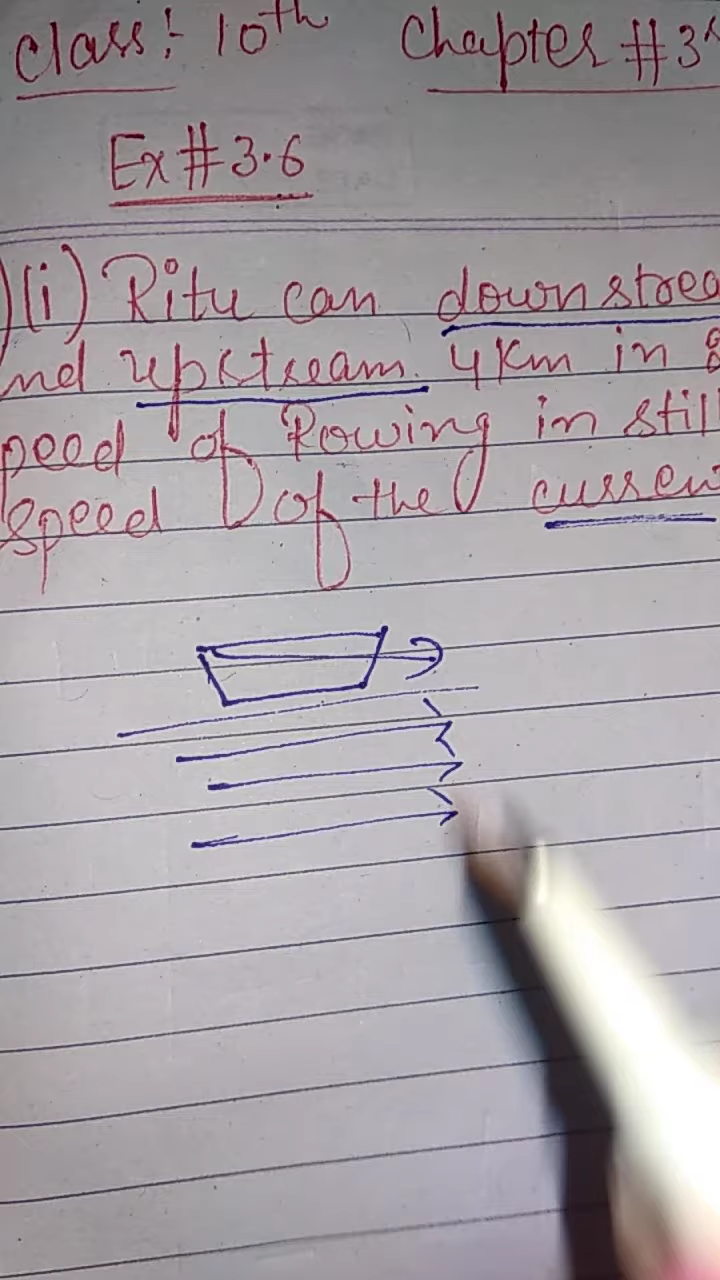 Class:- 10th Chapter #3
Ex # 3.6
)(i) Ritu can downstrea
nd upstream 4 Km in
peed of Rowing in still
speed of the curren